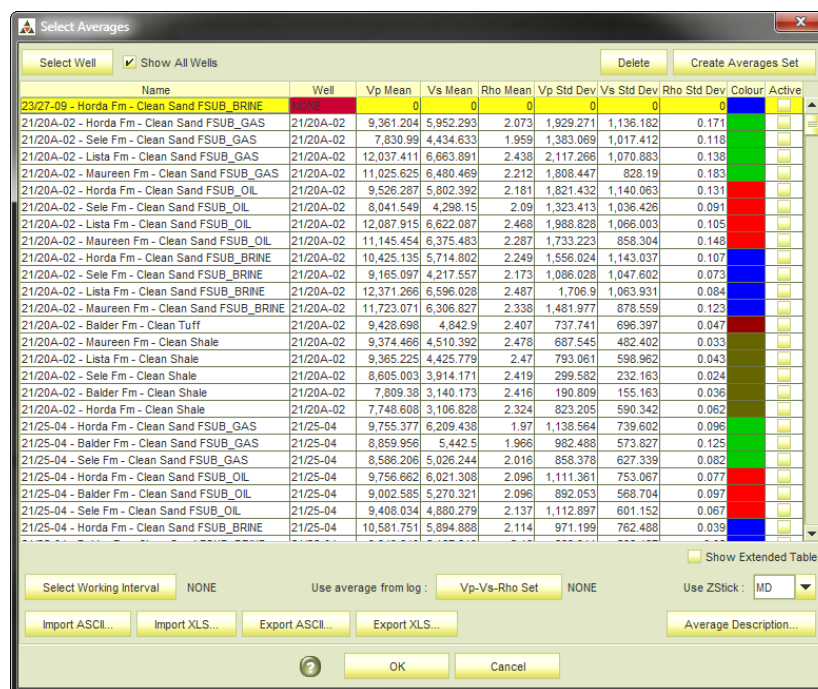 Select Averages
Select Well Show All Wells Delete Create Averages Set
Name Well Vp Mean Vs Mean Rho Mean Vp Std Dev Vs Std Dev Rho Std Dev Colour Active
23/27-09 - Horda Fm - Clean Sand FSUB_BRINE NONE 0 0 0 0 0 0
21/20A-02 - Horda Fm - Clean Sand FSUB_GAS 21/20A-02 9,361.204 5,952.293 2.073 1,929.271 1,136.182 0.171
21/20A-02 - Sele Fm - Clean Sand FSUB_GAS 21/20A-02 7,830.99 4,434.633 1.959 1,383.069 1,017.412 0.118
21/20A-02 - Lista Fm - Clean Sand FSUB_GAS 21/20A-02 12,037.411 6,663.891 2.438 2,117.266 1,070.883 0.138
21/20A-02 - Maureen Fm - Clean Sand FSUB_GAS 21/20A-02 11,025.625 6,480.469 2.212 1,808.447 828.19 0.183
21/20A-02 - Horda Fm - Clean Sand FSUB_OIL 21/20A-02 9,526.287 5,802.392 2.181 1,821.432 1,140.063 0.131
21/20A-02 - Sele Fm - Clean Sand FSUB_OIL 21/20A-02 8,041.549 4,298.15 2.09 1,323.413 1,036.426 0.091
21/20A-02 - Lista Fm - Clean Sand FSUB_OIL 21/20A-02 12,087.915 6,622.087 2.468 1,988.828 1,066.003 0.105
21/20A-02 - Maureen Fm - Clean Sand FSUB_OIL 21/20A-02 11,145.454 6,375.483 2.287 1,733.223 858.304 0.148
21/20A-02 - Horda Fm - Clean Sand FSUB_BRINE 21/20A-02 10,425.135 5,714.802 2.249 1,556.024 1,143.037 0.107
21/20A-02 - Sele Fm - Clean Sand FSUB_BRINE 21/20A-02 9,165.097 4,217.557 2.173 1,086.028 1,047.602 0.073
21/20A-02 - Lista Fm - Clean Sand FSUB_BRINE 21/20A-02 12,371.266 6,596.028 2.487 1,706.9 1,063.931 0.084
21/20A-02 - Maureen Fm - Clean Sand FSUB_BRINE 21/20A-02 11,723.071 6,306.827 2.338 1,481.977 878.559 0.123
21/20A-02 - Balder Fm - Clean Tuff 21/20A-02 9,428.698 4,842.9 2.407 737.741 696.397 0.047
21/20A-02 - Maureen Fm - Clean Shale 21/20A-02 9,374.466 4,510.392 2.478 687.545 482.402 0.033
21/20A-02 - Lista Fm - Clean Shale 21/20A-02 9,365.225 4,425.779 2.47 793.061 598.962 0.043
21/20A-02 - Sele Fm - Clean Shale 21/20A-02 8,605.003 3,914.171 2.419 299.582 232.163 0.024
21/20A-02 - Balder Fm - Clean Shale 21/20A-02 7,809.38 3,140.173 2.416 190.809 155.163 0.036
21/20A-02 - Horda Fm - Clean Shale 21/20A-02 7,748.608 3,106.828 2.324 823.205 590.342 0.062
21/25-04 - Horda Fm - Clean Sand FSUB_GAS 21/25-04 9,755.377 6,209.438 1.97 1,138.564 739.602 0.096
21/25-04 - Balder Fm - Clean Sand FSUB_GAS 21/25-04 8,859.956 5,442.5 1.966 982.488 573.827 0.125
21/25-04 - Sele Fm - Clean Sand FSUB_GAS 21/25-04 8,586.206 5,026.244 2.016 858.378 627.339 0.082
21/25-04 - Horda Fm - Clean Sand FSUB_OIL 21/25-04 9,756.662 6,021.308 2.096 1,111.361 753.067 0.077
21/25-04 - Balder Fm - Clean Sand FSUB_OIL 21/25-04 9,002.585 5,270.321 2.096 892.053 568.704 0.097
21/25-04 - Sele Fm - Clean Sand FSUB_OIL 21/25-04 9,408.034 4,880.279 2.137 1,112.897 601.152 0.067
21/25-04 - Horda Fm - Clean Sand FSUB_BRINE 21/25-04 10,581.751 5,894.888 2.114 971.199 762.488 0.039
Show Extended Table
Select Working Interval NONE Use average from log : Vp-Vs-Rho Set NONE Use ZStick : MD
Import ASCII... Import XLS... Export ASCII... Export XLS... Average Description...
? OK Cancel